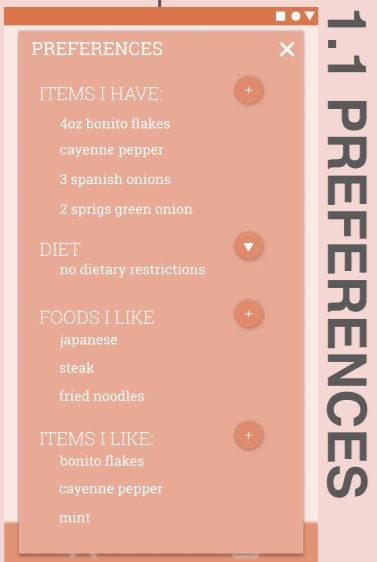 PREFERENCES
ITEMS I HAVE:
4oz bonito flakes
cayenne pepper
3 spanish onions
2 sprigs green onion
DIET
no dietary restrictions
FOODS I LIKE
japanese
steak
fried noodles
ITEMS I LIKE:
bonito flakes
cayenne pepper
mint
1.1 PREFERENCES